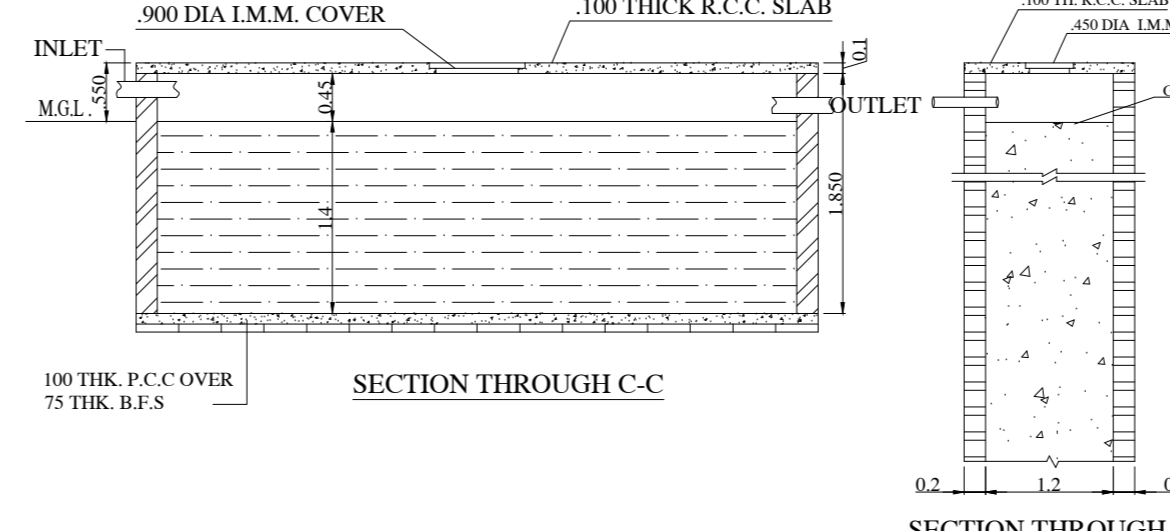 .900 DIA I.M.M. COVER
.100 THICK R.C.C. SLAB
INLET
.550
M.G.L.
0.45
1.4
0.1
OUTLET
1.850
100 THK. P.C.C OVER
75 THK. B.F.S
SECTION THROUGH C-C
.100 TH. R.C.C. SLAB
.450 DIA I.M.M
0.2
1.2
SECTION THROUGH